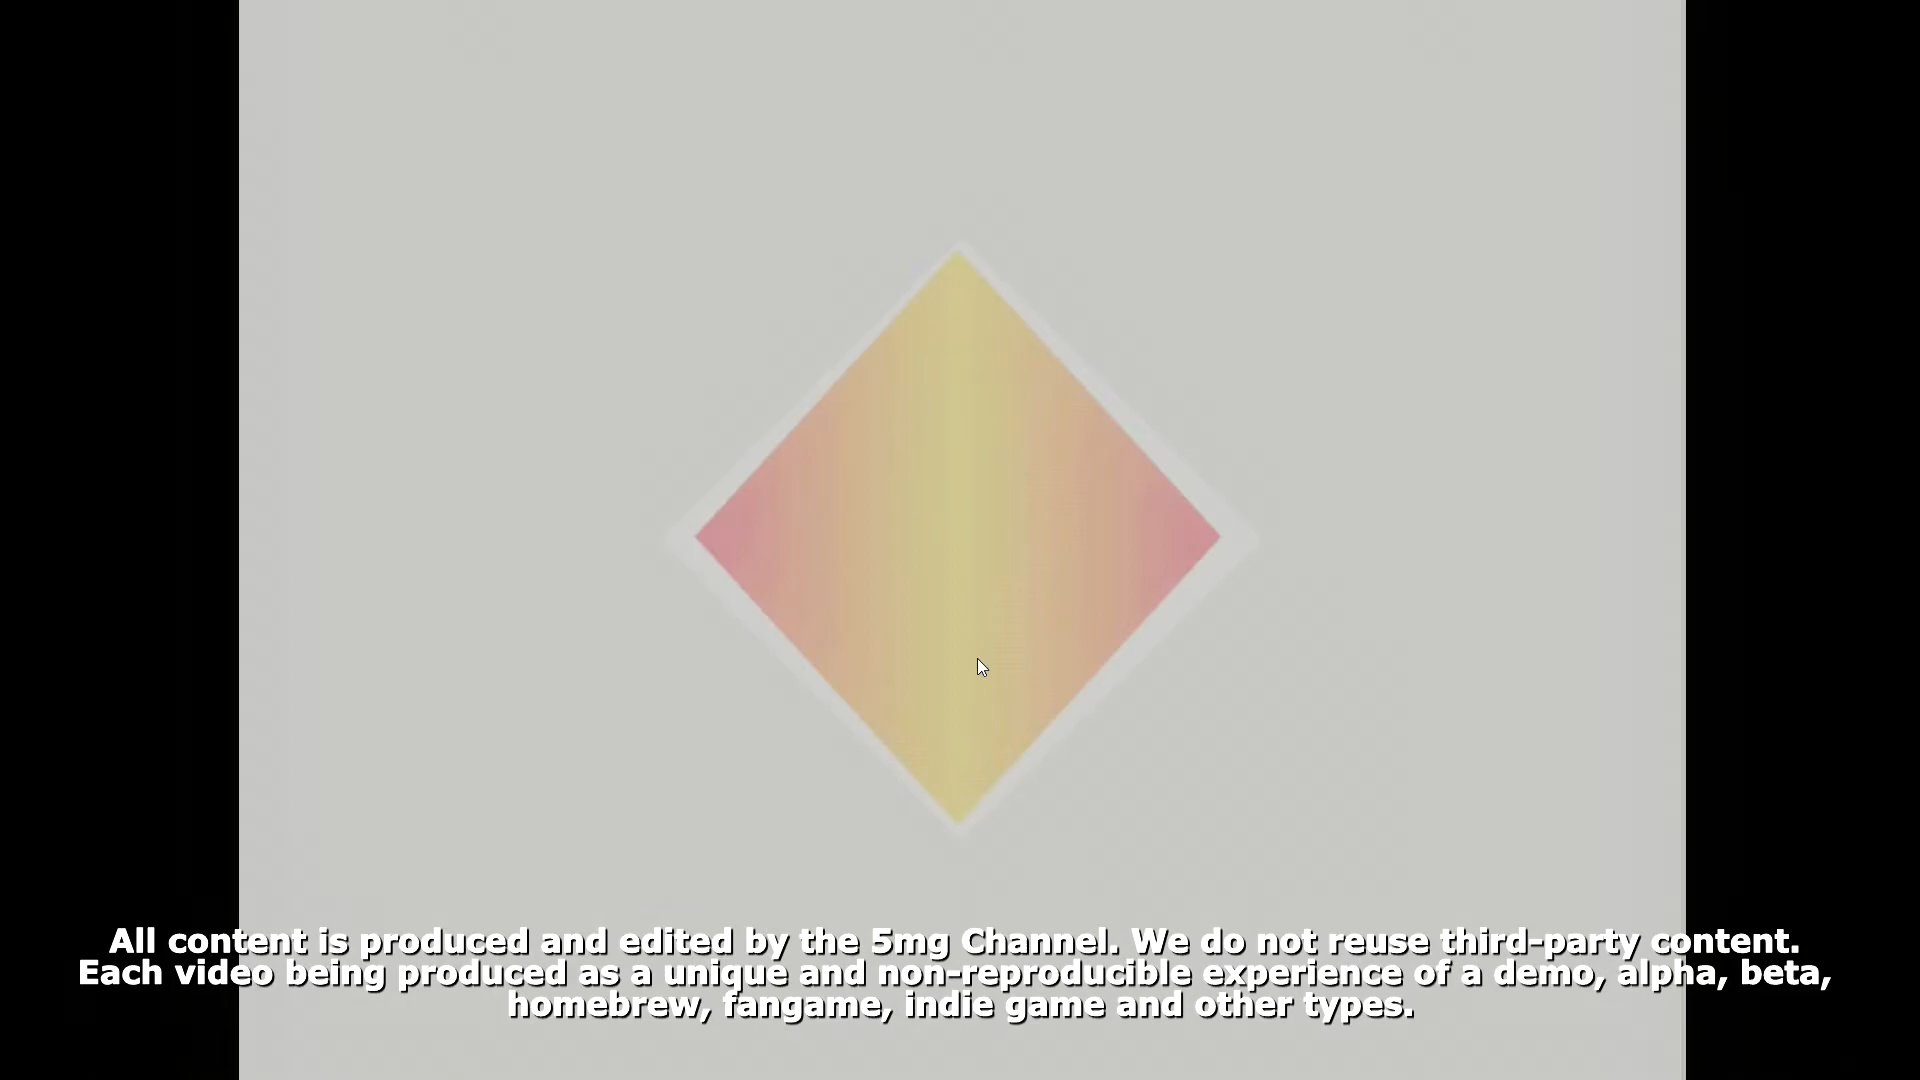 All content is produced and edited by the 5mg Channel. We do not reuse third-party content.
Each video being produced as a unique and non-reproducible experience of a demo, alpha, beta,
homebrew, fangame, indie game and other types.